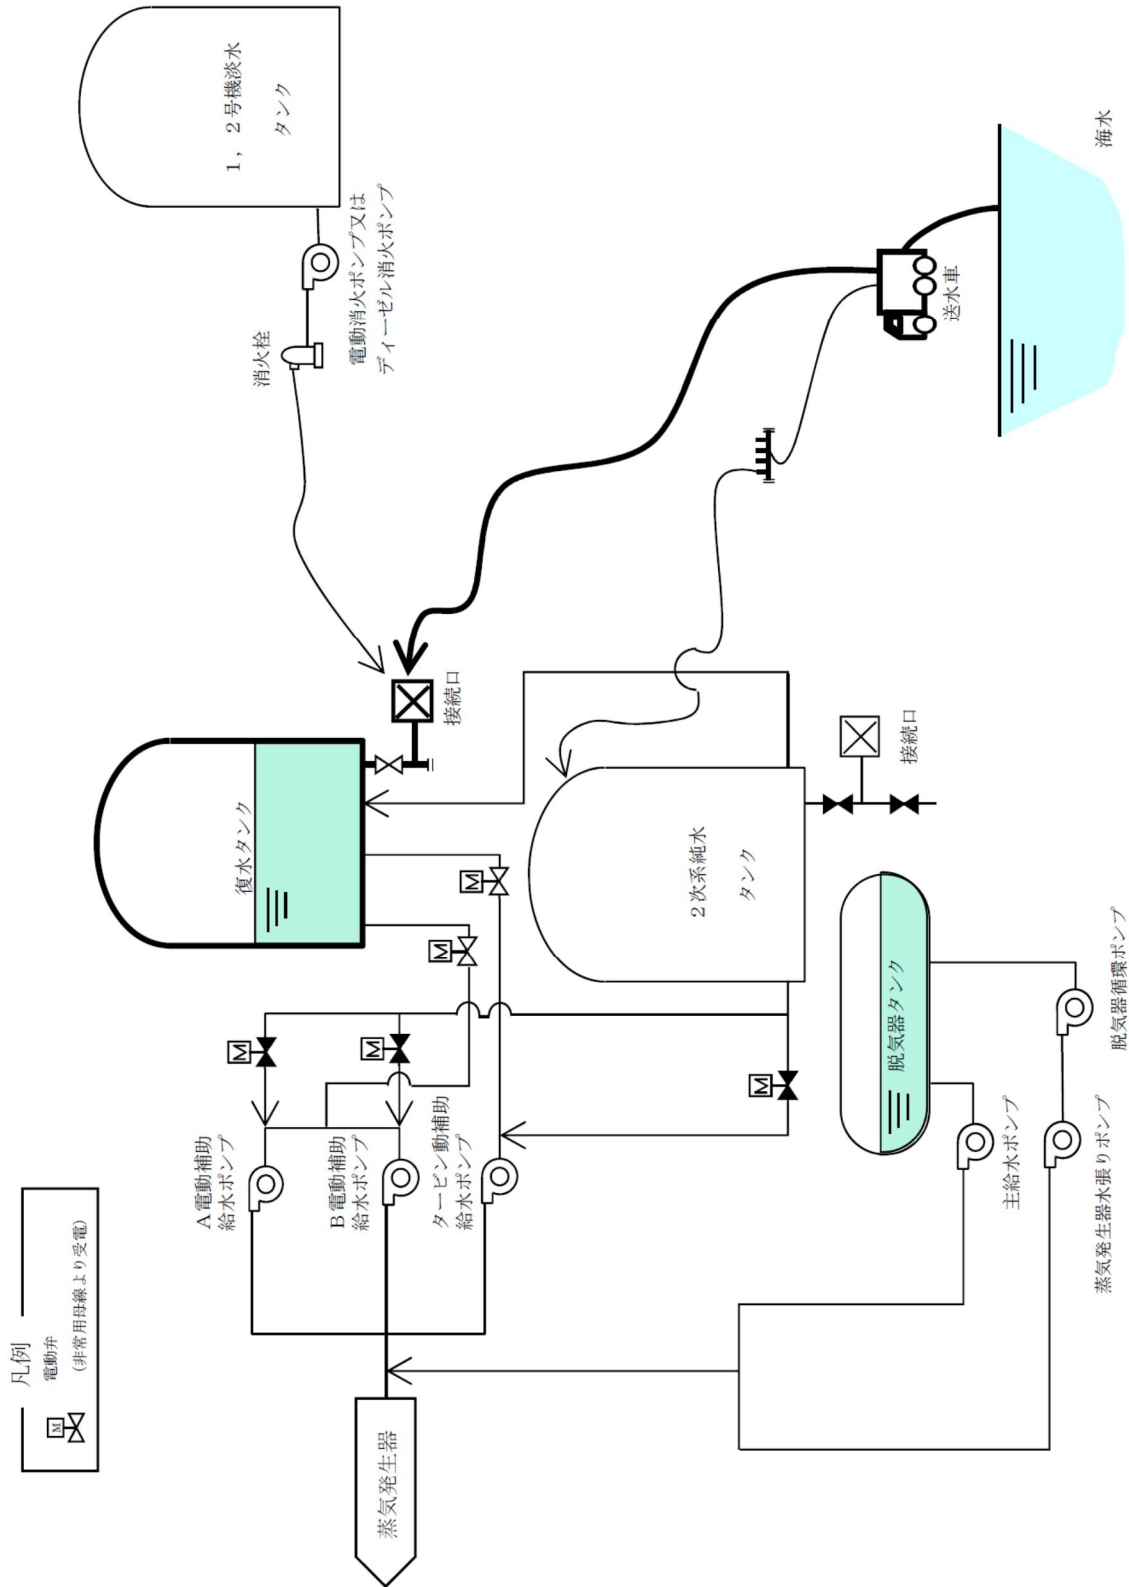 凡例
電動弁
(非常用母線より受電)
M
蒸気発生器
A電動補助
給水ポンプ
B電動補助
給水ポンプ
タービン動補助
給水ポンプ
M
M
M
M
M
復水タンク
接続口
消火栓
電動消火ポンプ又は
ディーゼル消火ポンプ
1,2号機淡水
タンク
2次系純水
タンク
接続口
脱気器タンク
主給水ポンプ
蒸気発生器水張りポンプ
脱気器循環ポンプ
送水車
海水